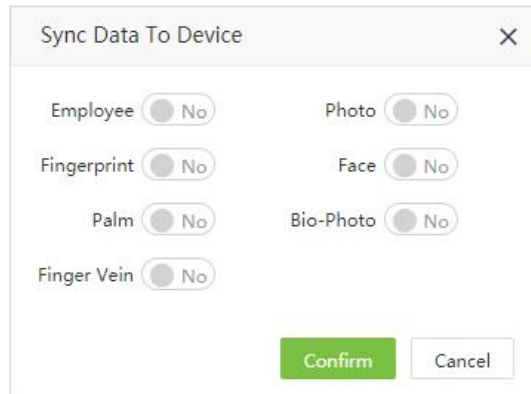 Sync Data To Device
Employee No Photo No
Fingerprint No Face No
Palm No Bio-Photo No
Finger Vein No
Confirm Cancel